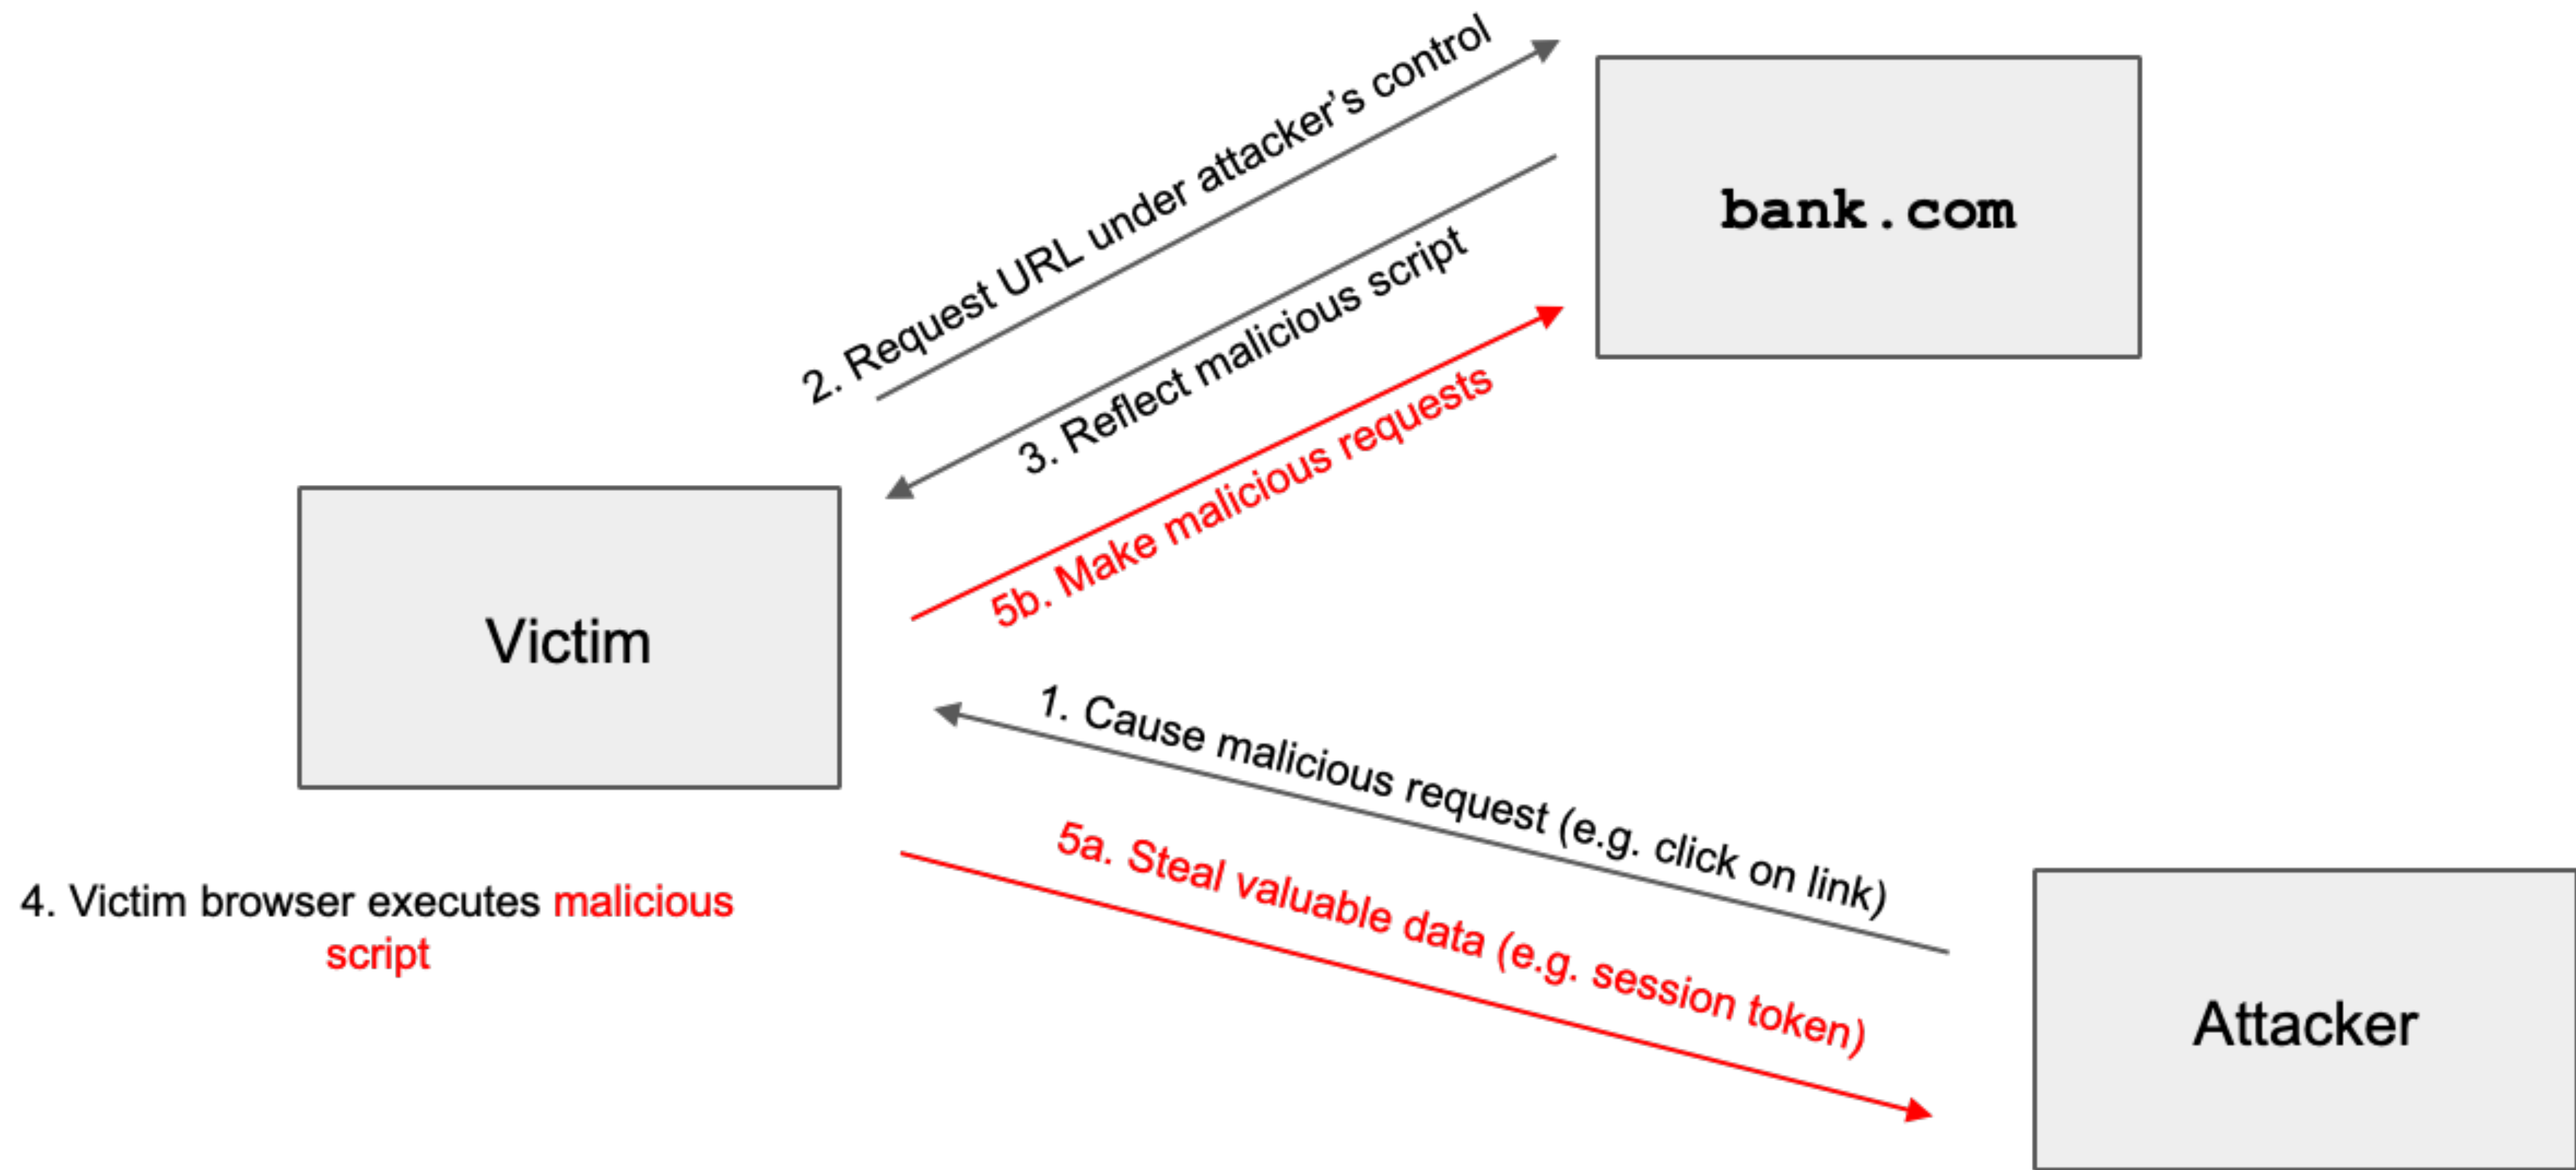 2. Request URL under attacker's control
bank.com
3. Reflect malicious script
5b. Make malicious requests
Victim
1. Cause malicious request (e.g. click on link)
5a. Steal valuable data (e.g. session token)
4. Victim browser executes malicious
script
Attacker